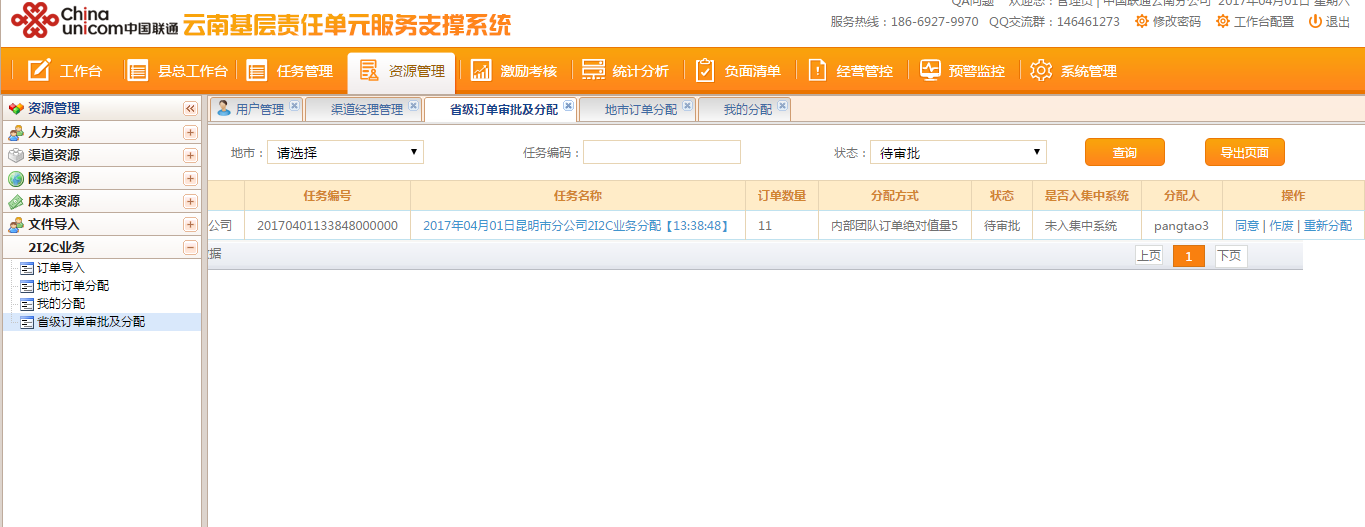 QA问题 欢迎您：管理员 | 中国联通云南分公司 2017年04月01日 星期六
China unicom中国联通 云南基层责任单元服务支撑系统
服务热线：186-6927-9970 QQ交流群：146461273 修改密码 工作台配置 退出
工作台 县总工作台 任务管理 资源管理 激励考核 统计分析 负面清单 经营管控 预警监控 系统管理
资源管理
人力资源
渠道资源
网络资源
成本资源
文件导入
2I2C业务
订单导入
地市订单分配
我的分配
省级订单审批及分配
用户管理 渠道经理管理 省级订单审批及分配 地市订单分配 我的分配
地市： 请选择 任务编码： 状态： 待审批 查询 导出页面
任务编号 任务名称 订单数量 分配方式 状态 是否入集中系统 分配人 操作
公司 20170401133848000000 2017年04月01日昆明市分公司2I2C业务分配【13:38:48】 11 内部团队订单绝对值量5 待审批 未入集中系统 pangtao3 同意 | 作废 | 重新分配
据 上页 1 下页